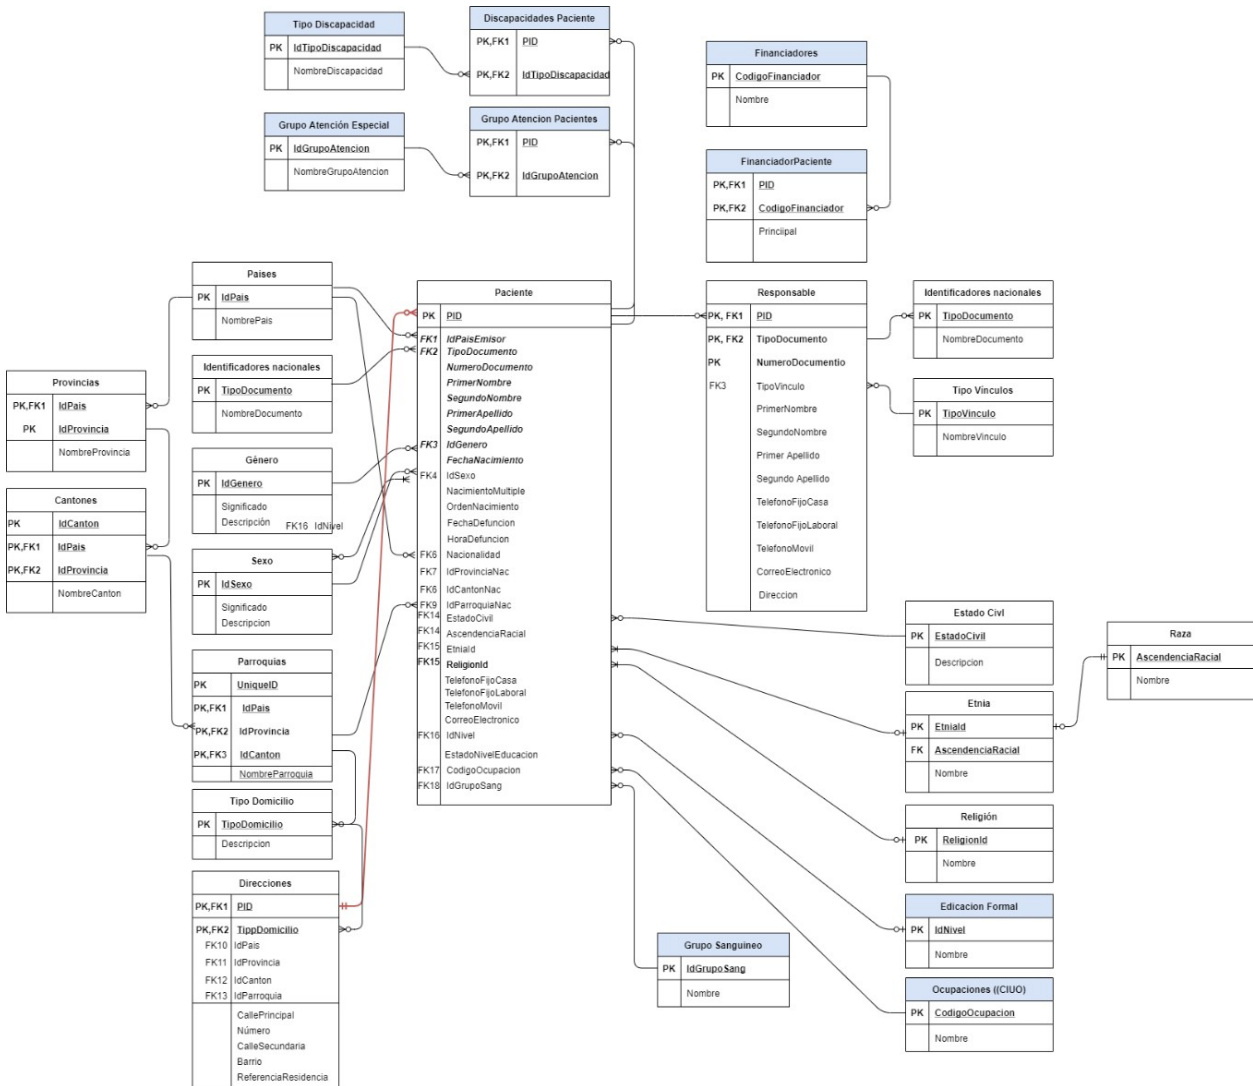 Tipo Discapacidad
PK IdTipoDiscapacidad
NombreDiscapacidad
Discapacidades Paciente
PK,FK1 PID
PK,FK2 IdTipoDiscapacidad
Grupo Atención Especial
PK IdGrupoAtencion
NombreGrupoAtencion
Grupo Atencion Pacientes
PK,FK1 PID
PK,FK2 IdGrupoAtencion
Financiadores
PK CodigoFinanciador
Nombre
FinanciadorPaciente
PK,FK1 PID
PK,FK2 CodigoFinanciador
Princiipal
Paises
PK IdPais
NombrePais
Identificadores nacionales
PK TipoDocumento
NombreDocumento
Provincias
PK,FK1 IdPais
PK IdProvincia
NombreProvincia
Cantones
PK IdCanton
PK,FK1 IdPais
PK,FK2 IdProvincia
NombreCanton
Gènero
PK IdGenero
Significado
Descripción
FK16 IdNivel
Sexo
PK IdSexo
Significado
Descripcion
Parroquias
PK UniqueID
PK,FK1 IdPais
PK,FK2 IdProvincia
PK,FK3 IdCanton
NombreParroquia
Tipo Domicilio
PK TipoDomicilio
Descripcion
Direcciones
PK,FK1 PID
PK,FK2 TippDomicilio
FK10 IdPais
FK11 IdProvincia
FK12 IdCanton
FK13 IdParroquia
CallePrincipal
Número
CalleSecundaria
Barrio
ReferenciaResidencia
Paciente
PK PID
FK1 IdPaisEmisor
FK2 TipoDocumento
NumeroDocumento
PrimerNombre
SegundoNombre
PrimerApellido
SegundoApellido
FK3 IdGenero
FechaNacimiento
FK4 IdSexo
NacimientoMultiple
OrdenNacimiento
FechaDefuncion
HoraDefuncion
FK6 Nacionalidad
FK7 IdProvinciaNac
FK6 IdCantonNac
FK9 IdParroquiaNac
FK14 EstadoCivil
FK14 AscendenciaRacial
FK15 EtniaId
FK15 ReligionId
TelefonoFijoCasa
TelefonoFijoLaboral
TelefonoMovil
CorreoElectronico
FK16 IdNivel
EstadoNivelEducacion
FK17 CodigoOcupacion
FK18 IdGrupoSang
Responsable
PK, FK1 PID
PK, FK2 TipoDocumento
PK NumeroDocumentio
FK3 TipoVinculo
PrimerNombre
SegundoNombre
Primer Apellido
Segundo Apellido
TelefonoFijoCasa
TelefonoFijoLaboral
TelefonoMovil
CorreoElectronico
Direccion
Identificadores nacionales
PK TipoDocumento
NombreDocumento
Tipo Vínculos
PK TipoVinculo
NombreVinculo
Estado Civl
PK EstadoCivil
Descripcion
Raza
PK AscendenciaRacial
Nombre
Etnia
PK EtniaId
FK AscendenciaRacial
Nombre
Religión
PK ReligionId
Nombre
Edicacion Formal
PK IdNivel
Nombre
Grupo Sanguineo
PK IdGrupoSang
Nombre
Ocupaciones ((CIUO)
PK CodigoOcupacion
Nombre